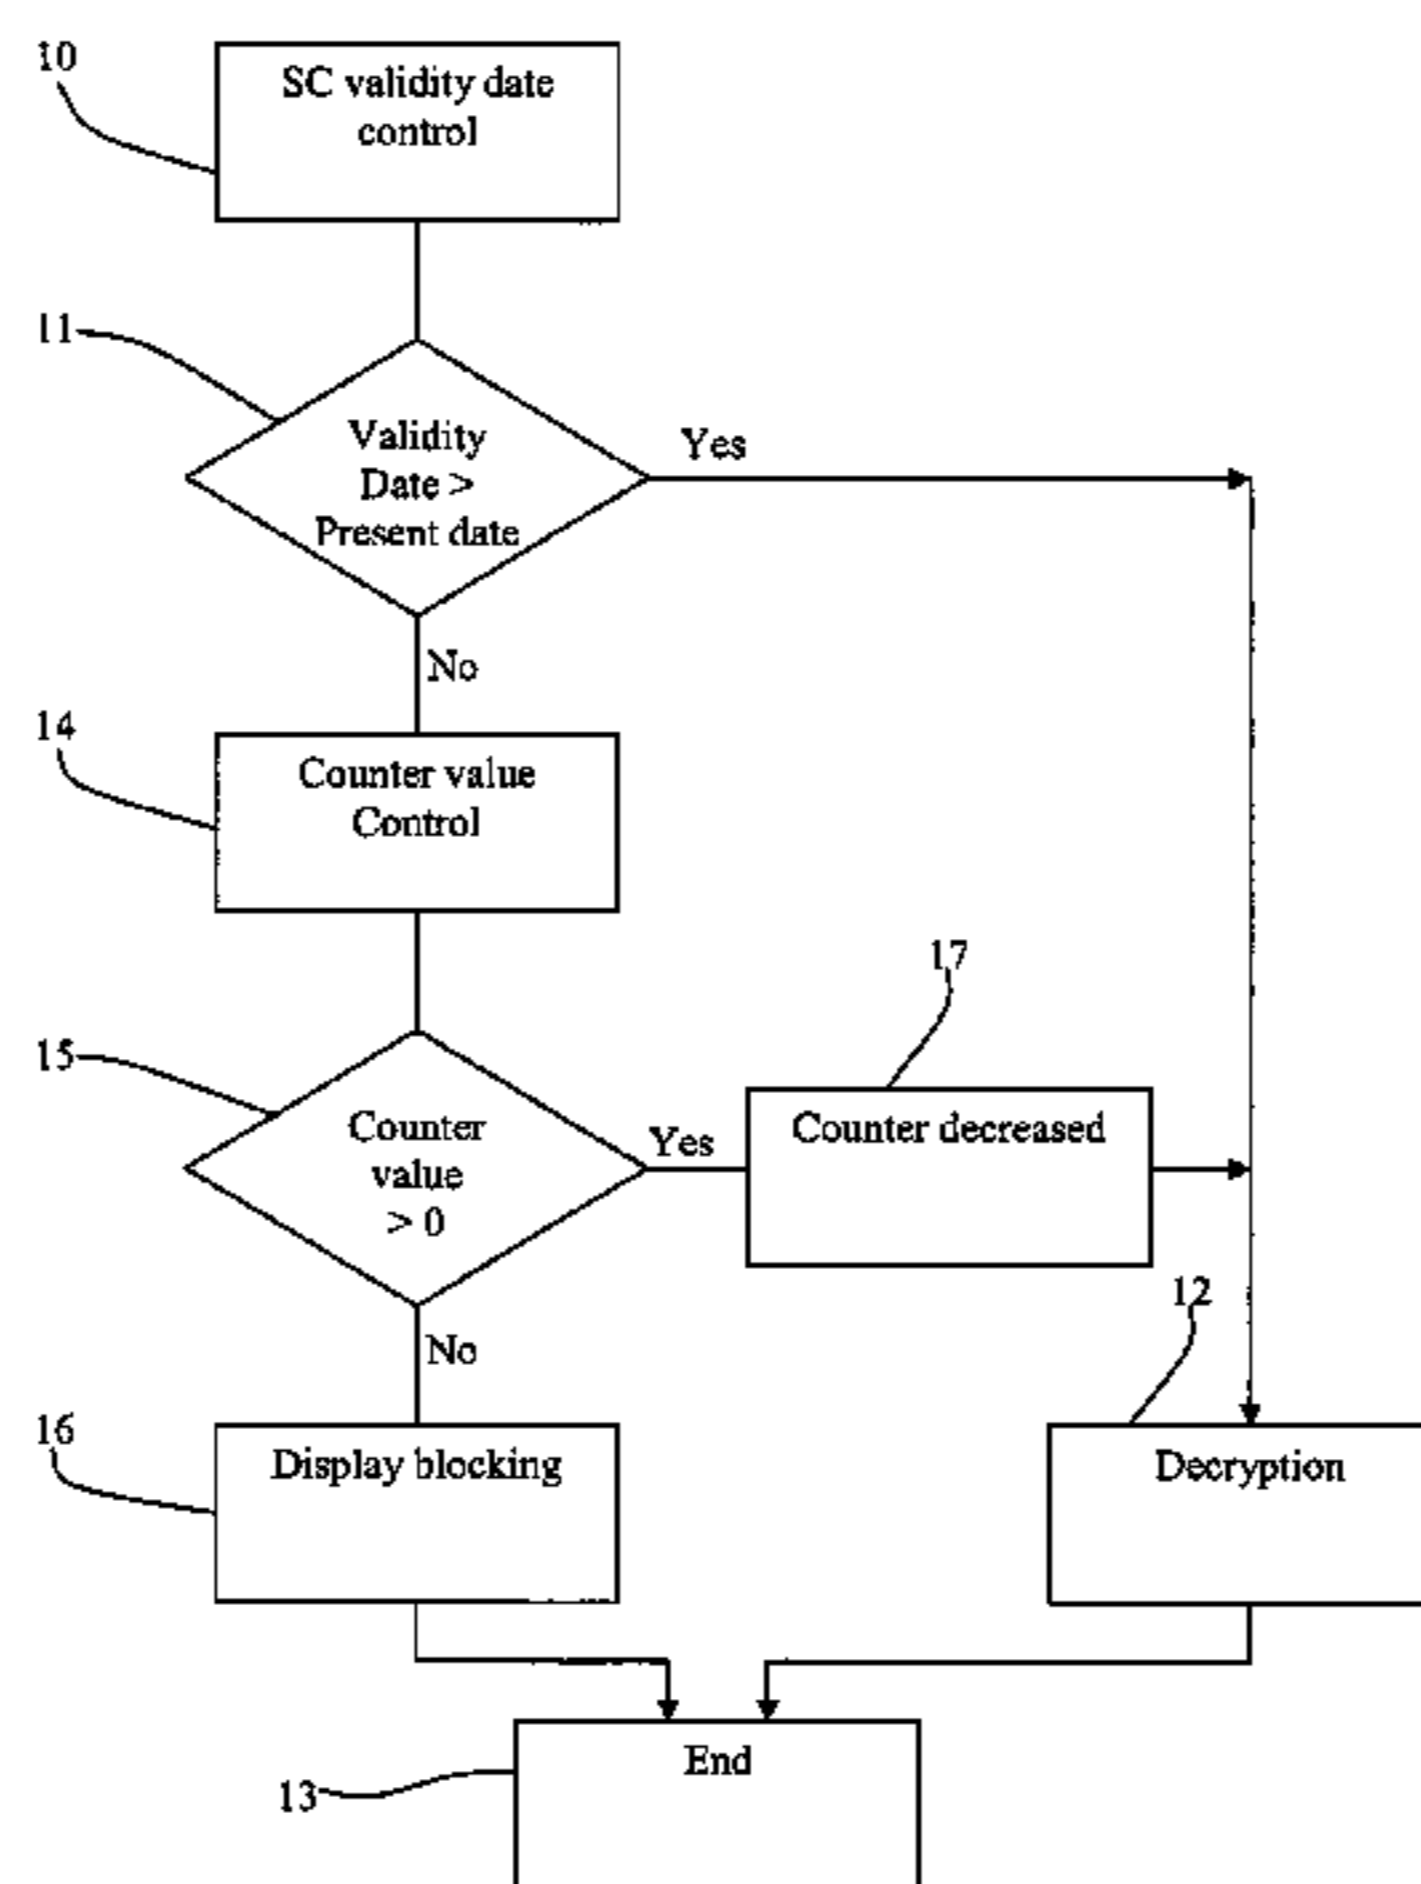 10
SC validity date
control
11
Validity
Date >
Present date
Yes
No
14
Counter value
Control
17
15
Counter
value
> 0
Yes
Counter decreased
12
No
16
Display blocking
Decryption
End
13